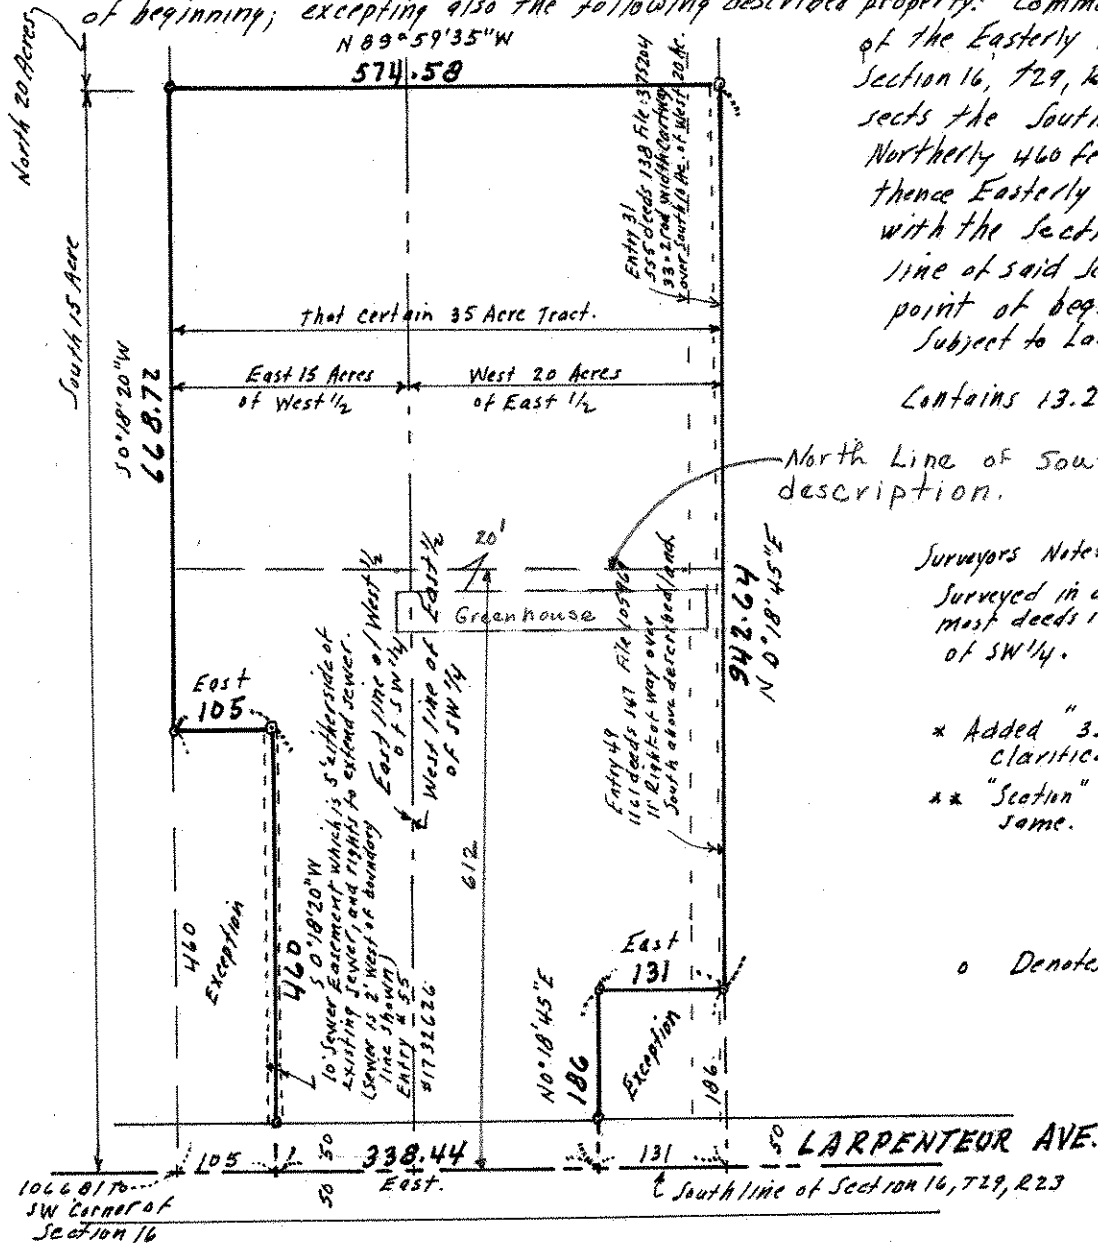 of beginning; excepting also the following described property: Comm
of the Easterly
Section 16, T29, R
sects the South
Northerly 460 fe
thence Easterly
with the Secti
line of said Se
point of beg
Subject to La
Contains 13.2
North Line of Sou
description.
Surveyors Notes
Surveyed in a
most deeds i
of SW 1/4.
* Added "3
clarific
** "Scotion"
same.
o Denotes
North 20 Acres
South 15 Acre
N 89°59'35"W
574.58
S 0°18'20"W
668.72
Entry 31
555 deeds 138 File 375204
33=2 rod width Cartway
over South 10 Ac. of West 20 Ac.
That certain 35 Acre Tract.
East 15 Acres
of West 1/2
West 20 Acres
of East 1/2
20'
Greenhouse
East line of West 1/2
of SW 1/4
West line of East 1/2
of SW 1/4
942.64
N 0°18'45"E
Entry 49
1161 deeds 147 File 105967
11' Right of way over
South above described land
East
105
460
Exception
460
S 0°18'20"W
10' Sewer Easement which is 5' either side of
existing sewer, and rights to extend sewer.
(Sewer is 2' West of boundary
line shown)
Entry # 55
#1732626
612
East
131
N0°18'45"E
186
Exception
186
50
LARPENTEUR AVE.
105
50
50
338.44
East.
131
South line of Section 16, T29, R23
1066.81 To
SW Corner of
Section 16